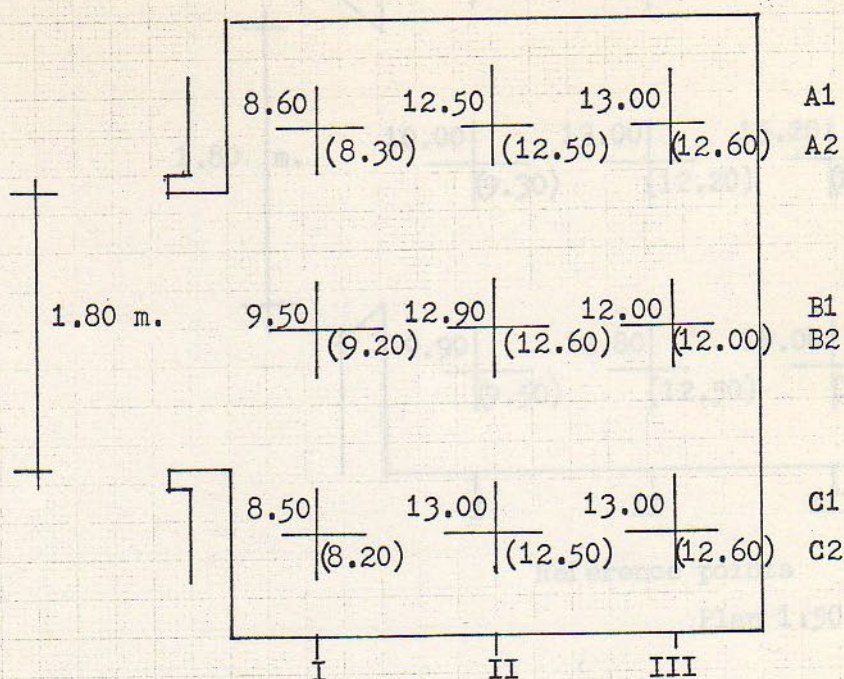 8.60 12.50 13.00 A1
(8.30) (12.50) (12.60) A2
1.80 m. 9.50 12.90 12.00 B1
(9.20) (12.60) (12.00) B2
8.50 13.00 13.00 C1
(8.20) (12.50) (12.60) C2
I II III